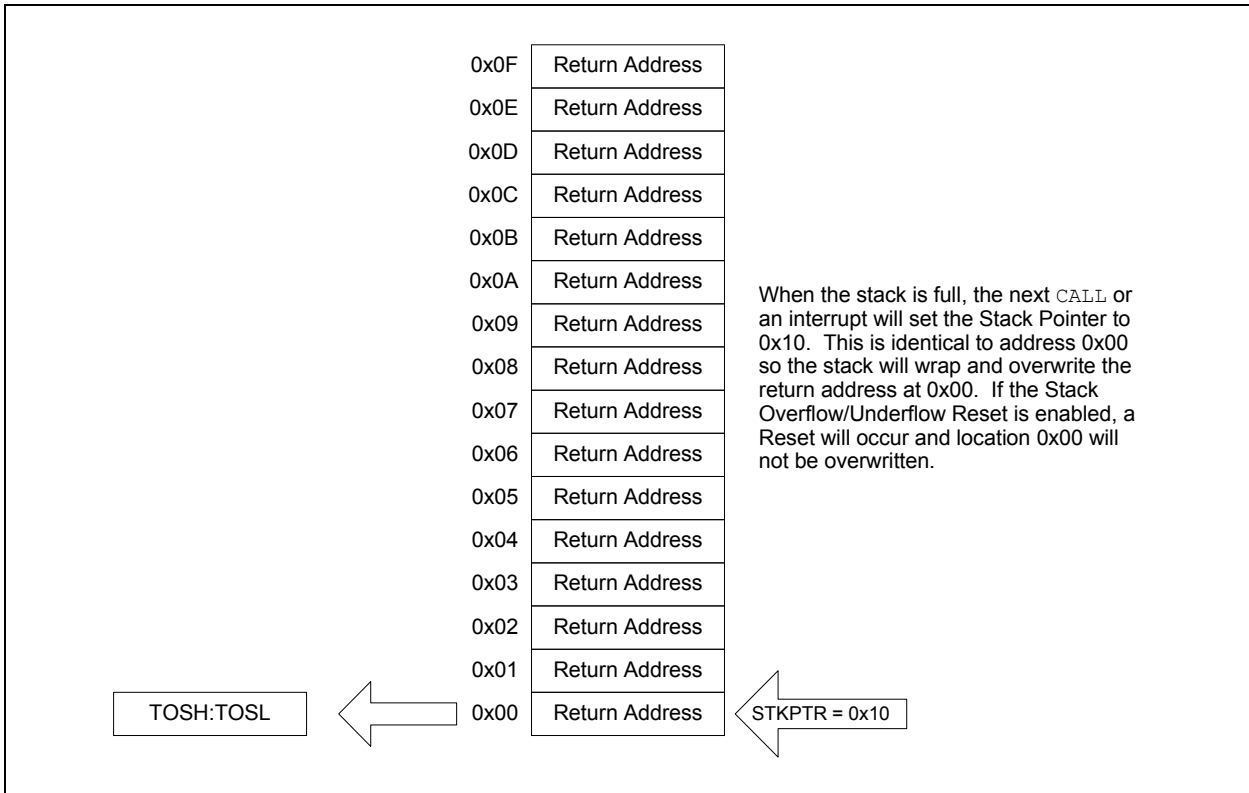 0x0F Return Address
0x0E Return Address
0x0D Return Address
0x0C Return Address
0x0B Return Address
0x0A Return Address
0x09 Return Address
0x08 Return Address
0x07 Return Address
0x06 Return Address
0x05 Return Address
0x04 Return Address
0x03 Return Address
0x02 Return Address
0x01 Return Address
TOSH:TOSL 0x00 Return Address STKPTR = 0x10
When the stack is full, the next CALL or
an interrupt will set the Stack Pointer to
0x10. This is identical to address 0x00
so the stack will wrap and overwrite the
return address at 0x00. If the Stack
Overflow/Underflow Reset is enabled, a
Reset will occur and location 0x00 will
not be overwritten.